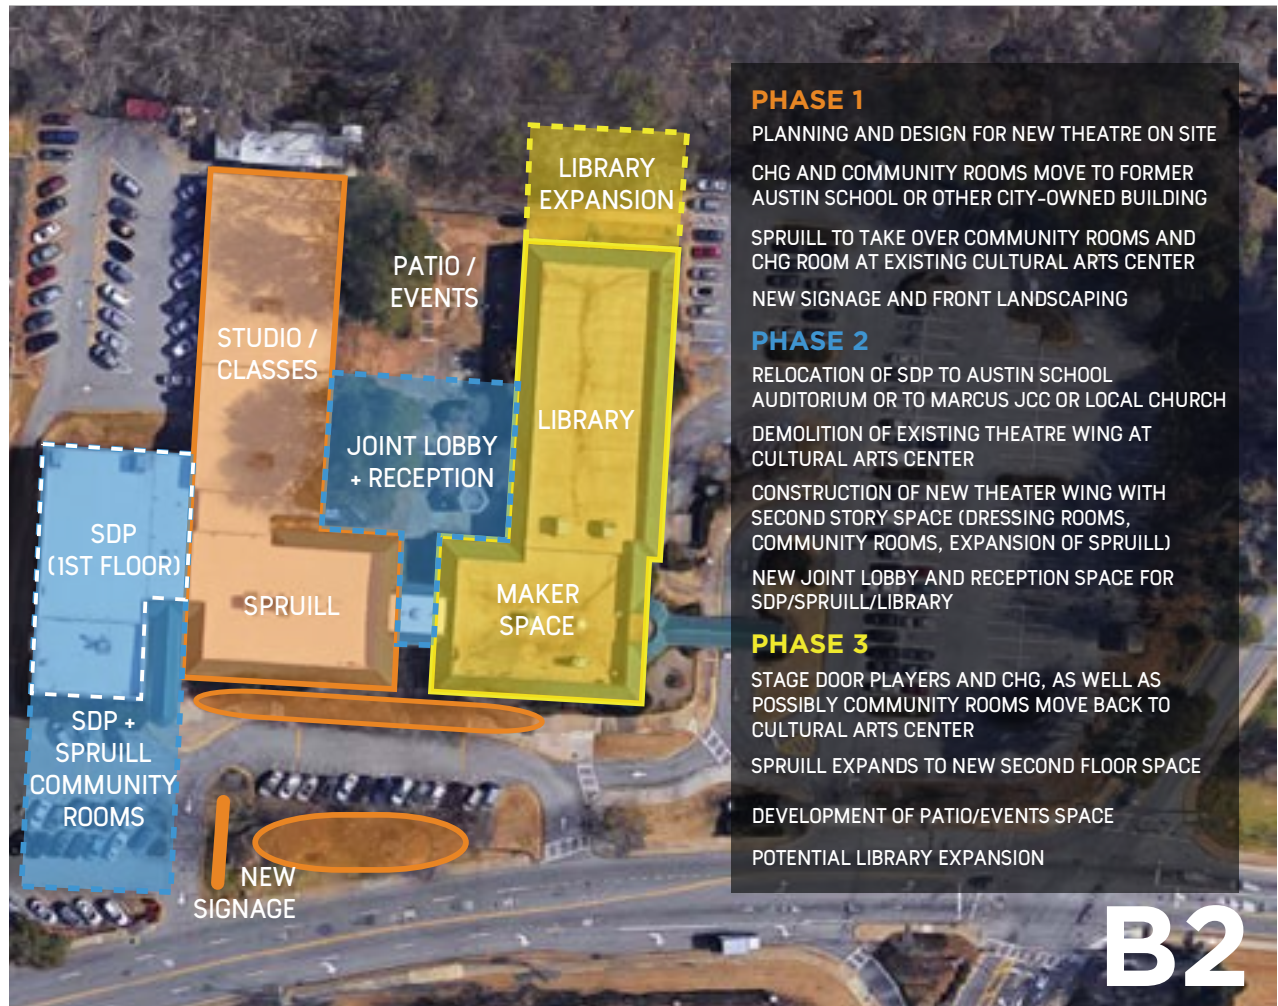 LIBRARY
EXPANSION
PATIO /
EVENTS
STUDIO /
CLASSES
JOINT LOBBY
+ RECEPTION
LIBRARY
SDP
(1ST FLOOR)
SPRUILL
MAKER
SPACE
SDP +
SPRUILL
COMMUNITY
ROOMS
NEW
SIGNAGE
PHASE 1
PLANNING AND DESIGN FOR NEW THEATRE ON SITE
CHG AND COMMUNITY ROOMS MOVE TO FORMER
AUSTIN SCHOOL OR OTHER CITY-OWNED BUILDING
SPRUILL TO TAKE OVER COMMUNITY ROOMS AND
CHG ROOM AT EXISTING CULTURAL ARTS CENTER
NEW SIGNAGE AND FRONT LANDSCAPING
PHASE 2
RELOCATION OF SDP TO AUSTIN SCHOOL
AUDITORIUM OR TO MARCUS JCC OR LOCAL CHURCH
DEMOLITION OF EXISTING THEATRE WING AT
CULTURAL ARTS CENTER
CONSTRUCTION OF NEW THEATER WING WITH
SECOND STORY SPACE (DRESSING ROOMS,
COMMUNITY ROOMS, EXPANSION OF SPRUILL)
NEW JOINT LOBBY AND RECEPTION SPACE FOR
SDP/SPRUILL/LIBRARY
PHASE 3
STAGE DOOR PLAYERS AND CHG, AS WELL AS
POSSIBLY COMMUNITY ROOMS MOVE BACK TO
CULTURAL ARTS CENTER
SPRUILL EXPANDS TO NEW SECOND FLOOR SPACE
DEVELOPMENT OF PATIO/EVENTS SPACE
POTENTIAL LIBRARY EXPANSION
B2